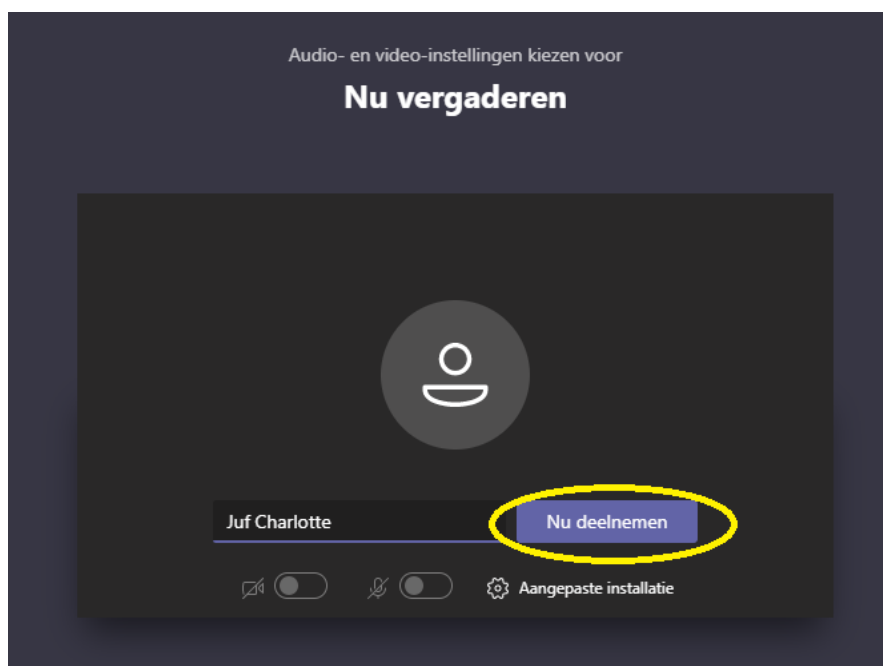 Audio- en video-instellingen kiezen voor
Nu vergaderen
Juf Charlotte
Nu deelnemen
Aangepaste installatie